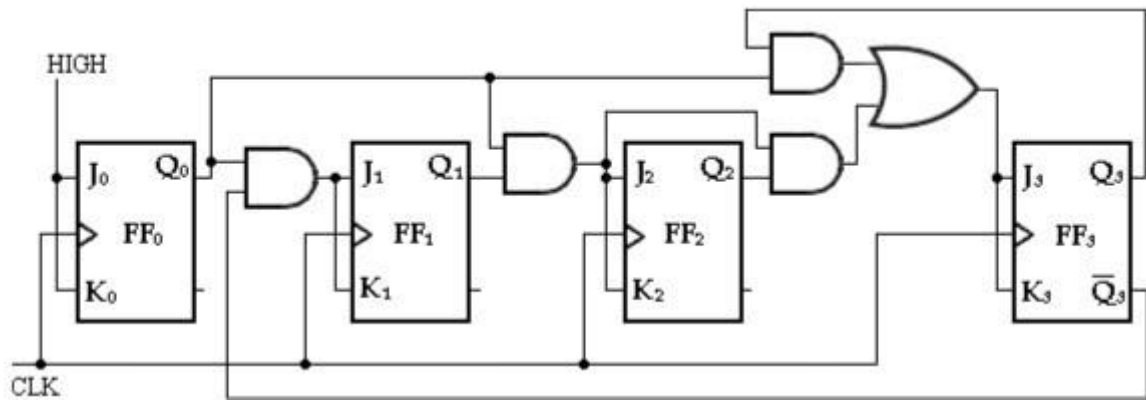 HIGH
J₀ Q₀
FF₀
K₀
J₁ Q₁
FF₁
K₁
J₂ Q₂
FF₂
K₂
J₃ Q₃
FF₃
K₃ Q̅₃
CLK